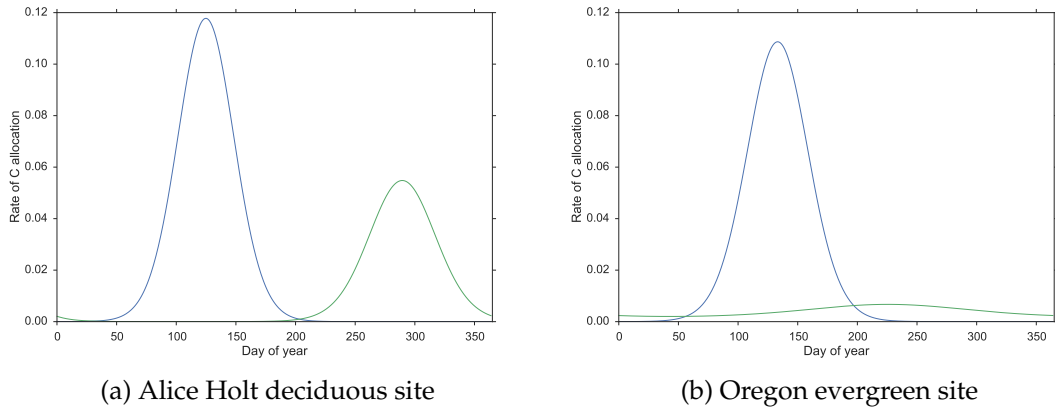 0.12
0.10
0.08
0.06
0.04
0.02
0.00
Rate of C allocation
0 50 100 150 200 250 300 350
Day of year
(a) Alice Holt deciduous site
0.12
0.10
0.08
0.06
0.04
0.02
0.00
Rate of C allocation
0 50 100 150 200 250 300 350
Day of year
(b) Oregon evergreen site